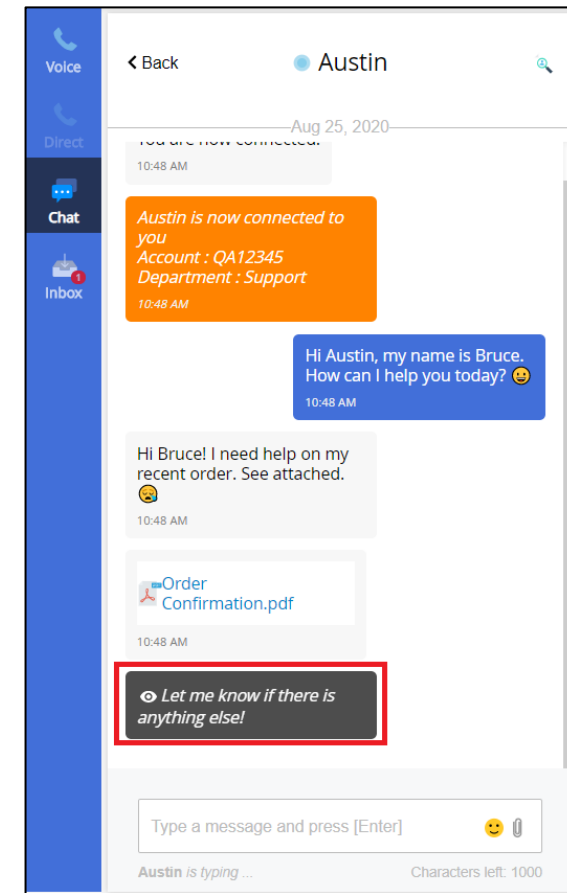 Voice
Direct
Chat
1
Inbox
Back
Austin
Aug 25, 2020
You are now connected.
10:48 AM
Austin is now connected to
you
Account : QA12345
Department : Support
10:48 AM
Hi Austin, my name is Bruce.
How can I help you today? 😀
10:48 AM
Hi Bruce! I need help on my
recent order. See attached.
😪
10:48 AM
Order
Confirmation.pdf
10:48 AM
Let me know if there is
anything else!
Type a message and press [Enter]
Austin is typing ...
Characters left: 1000